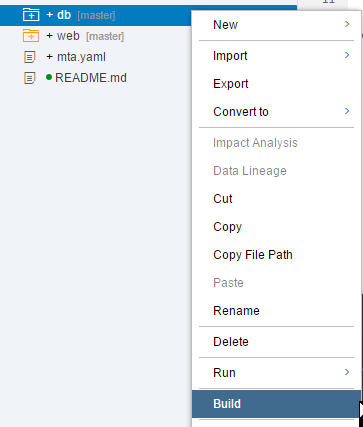 + db [master]
+ web [master]
+ mta.yaml
README.md
11
New
Import
Export
Convert to
Impact Analysis
Data Lineage
Cut
Copy
Copy File Path
Paste
Rename
Delete
Run
Build